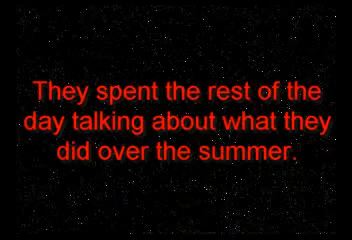 They spent the rest of the
day talking about what they
did over the summer.